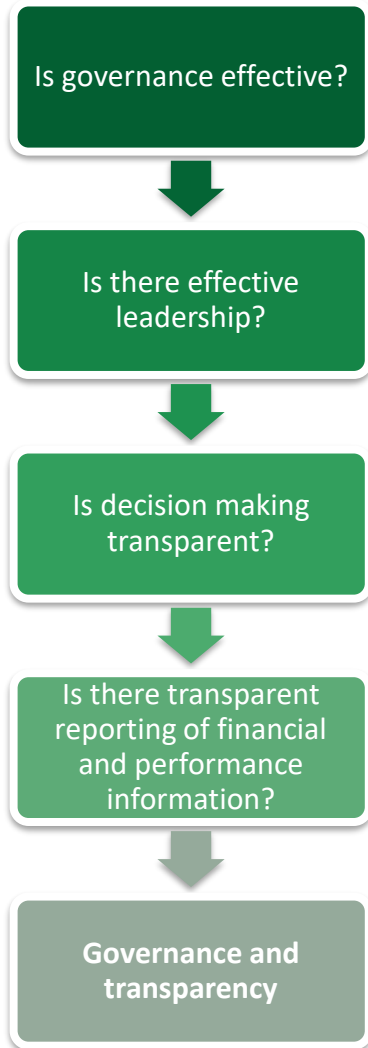 Is governance effective?
Is there effective
leadership?
Is decision making
transparent?
Is there transparent
reporting of financial
and performance
information?
Governance and
transparency